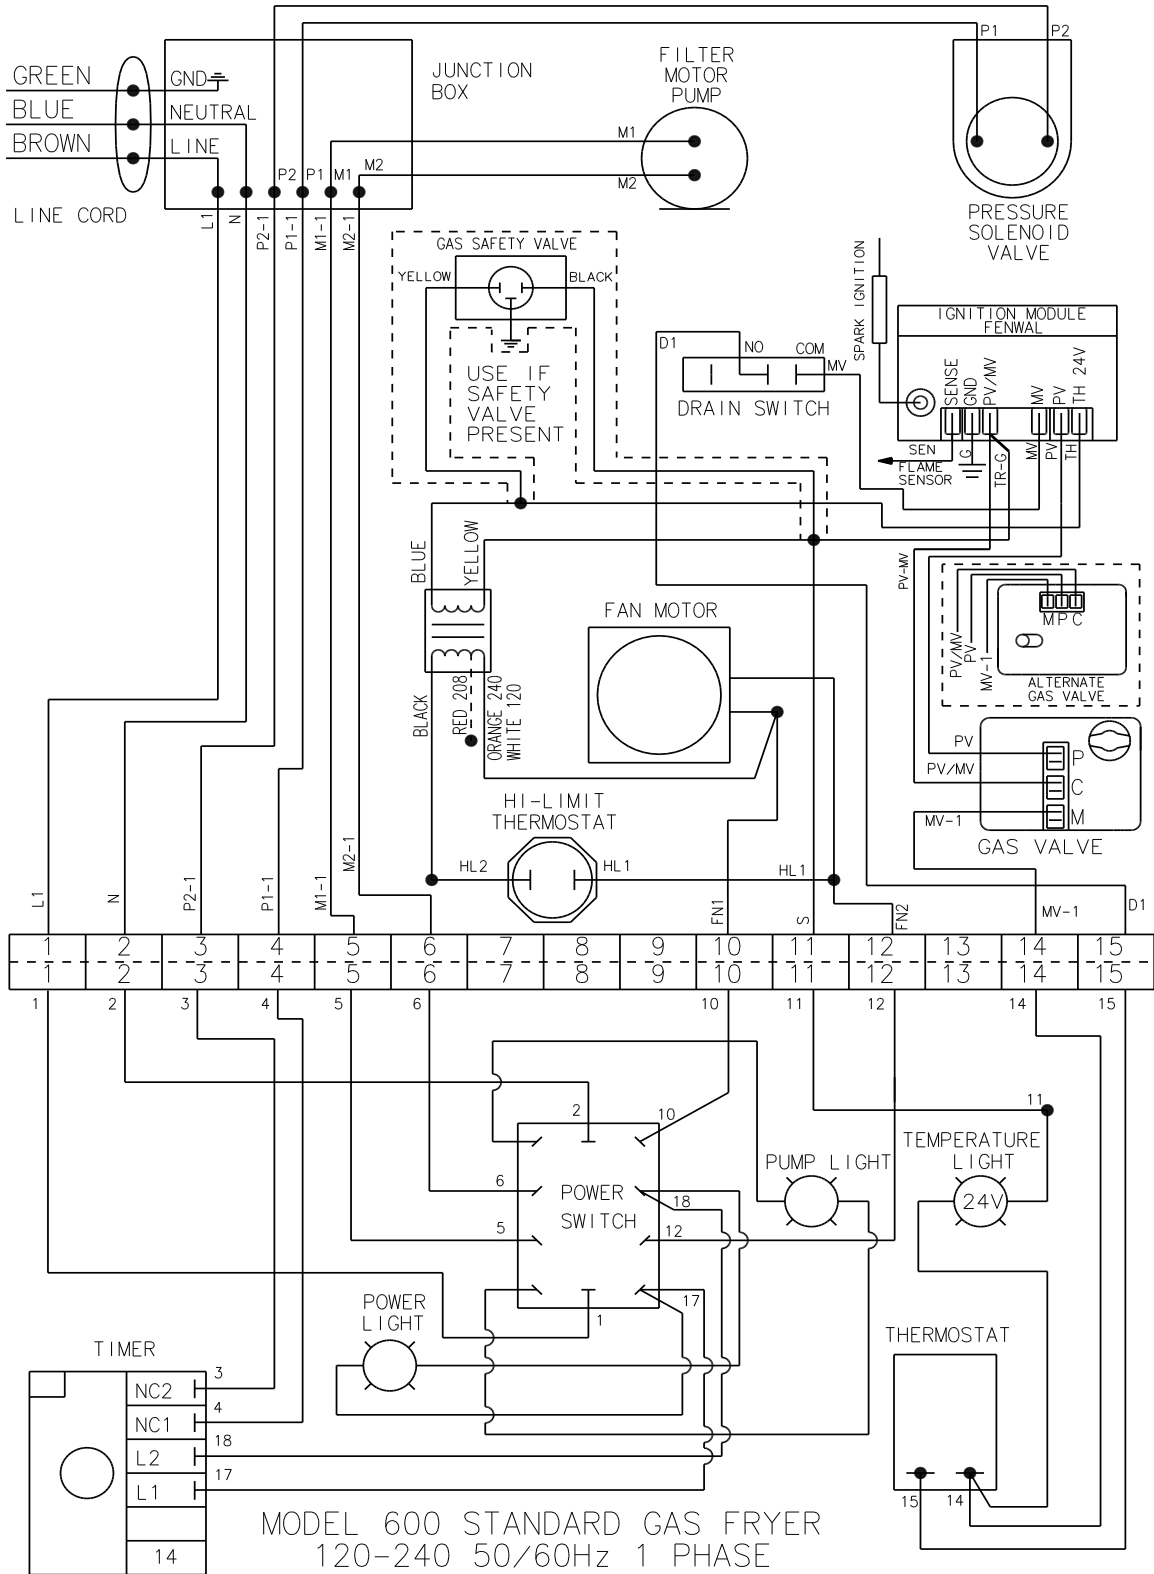 P1
P2
GREEN
GND
BLUE
NEUTRAL
BROWN
LINE
LINE CORD
JUNCTION
BOX
FILTER
MOTOR
PUMP
M1
M2
P2
P1
M1
M2
PRESSURE
SOLENOID
VALVE
L1
N
P2-1
P1-1
M1-1
M2-1
GAS SAFETY VALVE
YELLOW
BLACK
USE IF
SAFETY
VALVE
PRESENT
D1
NO
COM
MV
DRAIN SWITCH
SPARK IGNITION
IGNITION MODULE
FENWAL
SENSE
GND
PV/MV
MV
PV
TH 24V
SEN
FLAME
SENSOR
G
TR-G
MV
PV
TH
BLUE
YELLOW
PV-MV
FAN MOTOR
MPC
PV/MV
PV
MV-1
ALTERNATE
GAS VALVE
BLACK
RED 208
ORANGE 240
WHITE 120
PV
P
PV/MV
C
MV-1
M
GAS VALVE
HI-LIMIT
THERMOSTAT
HL2
HL1
HL1
L1
N
P2-1
P1-1
M1-1
M2-1
FN1
S
FN2
MV-1
D1
1 2 3 4 5 6 7 8 9 10 11 12 13 14 15
1 2 3 4 5 6 7 8 9 10 11 12 13 14 15
1 2 3 4 5 6 10 11 12 14 15
2
10
11
6
POWER
SWITCH
18
5
12
17
1
PUMP LIGHT
TEMPERATURE
LIGHT
24V
POWER
LIGHT
TIMER
THERMOSTAT
NC2
3
NC1
4
L2
18
L1
17
14
15
14
MODEL 600 STANDARD GAS FRYER
120-240 50/60Hz 1 PHASE